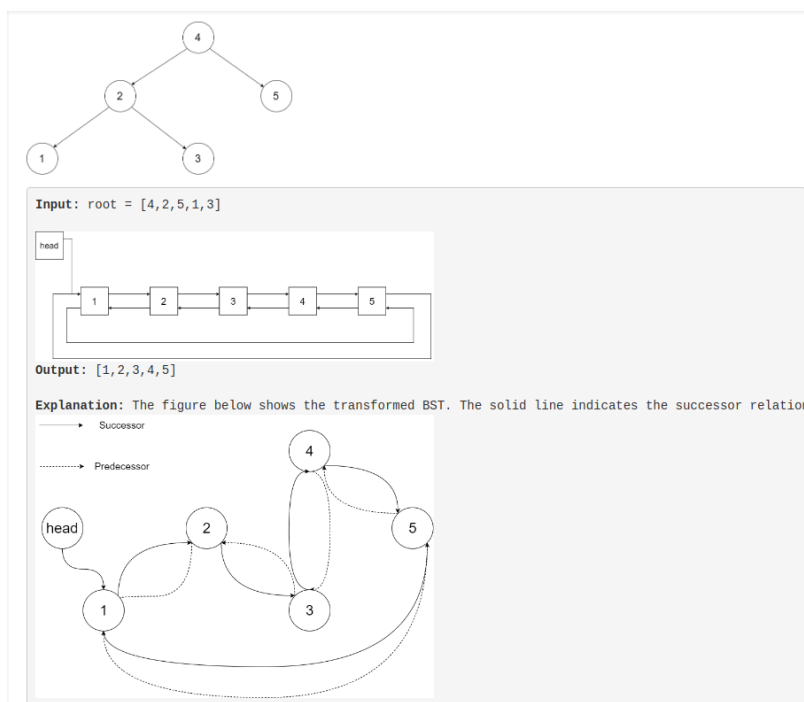 4
2 5
1 3
Input: root = [4,2,5,1,3]
head
1 2 3 4 5
Output: [1,2,3,4,5]
Explanation: The figure below shows the transformed BST. The solid line indicates the successor
Successor
4
Predecessor
head 2 5
1 3